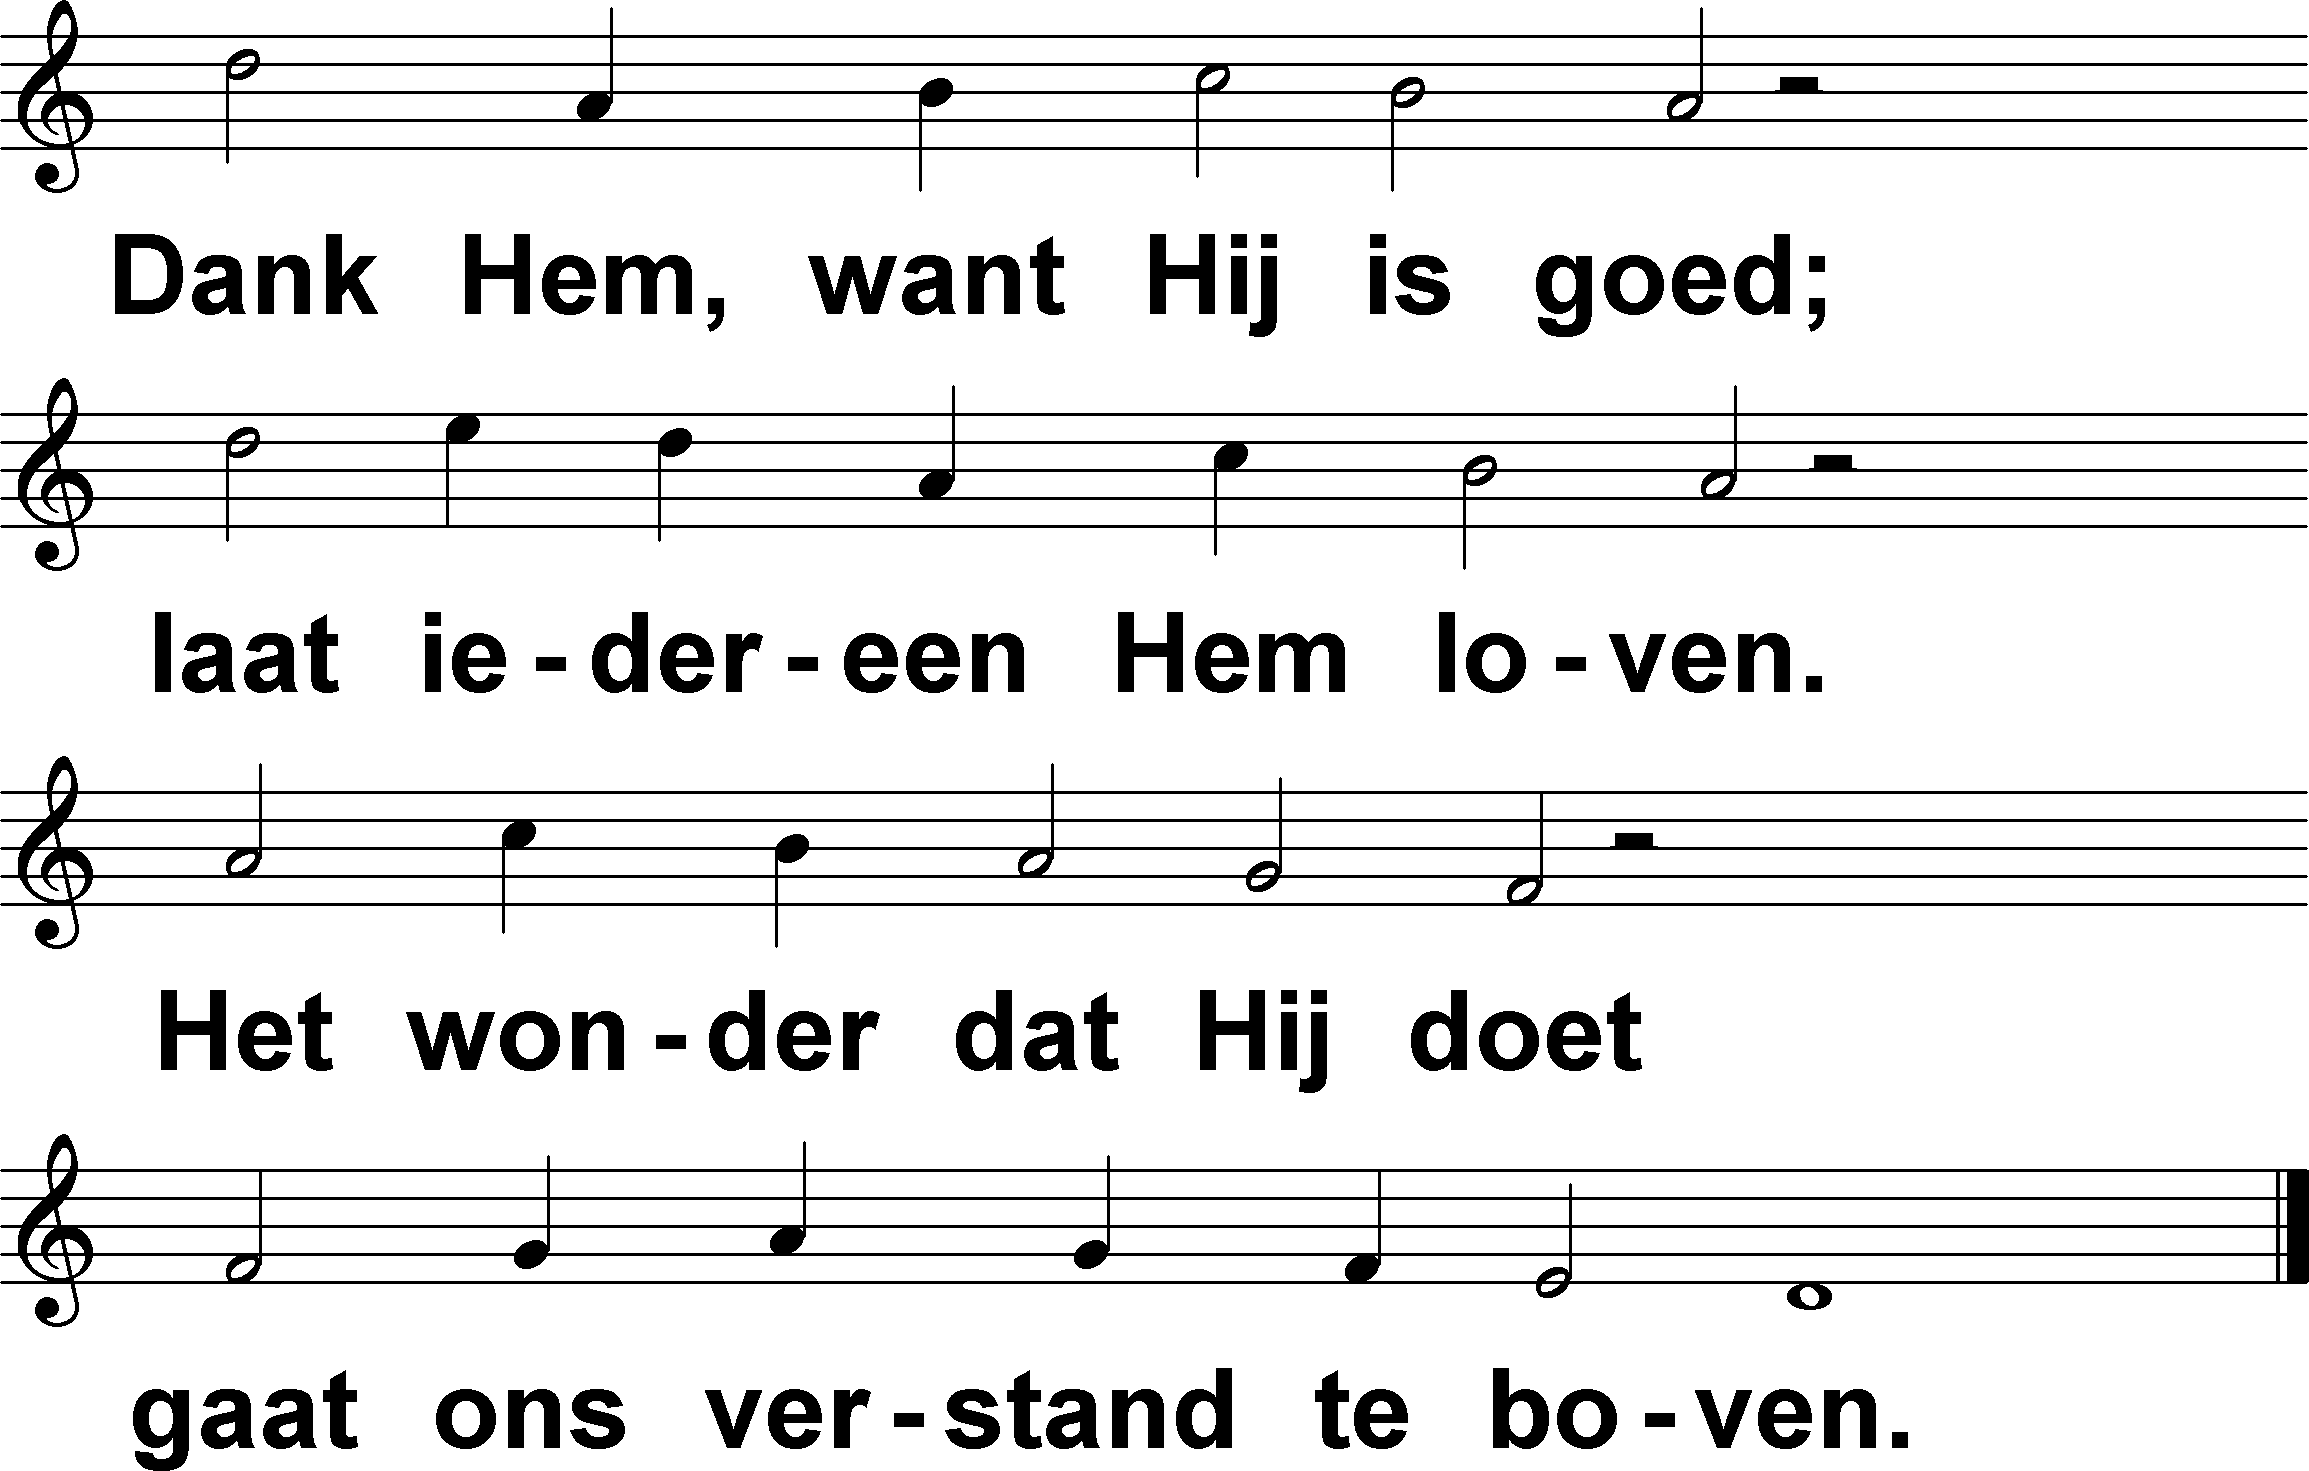 Dank Hem, want Hij is goed;
laat ie-der-een Hem lo-ven.
Het won-der dat Hij doet
gaat ons ver-stand te bo-ven.